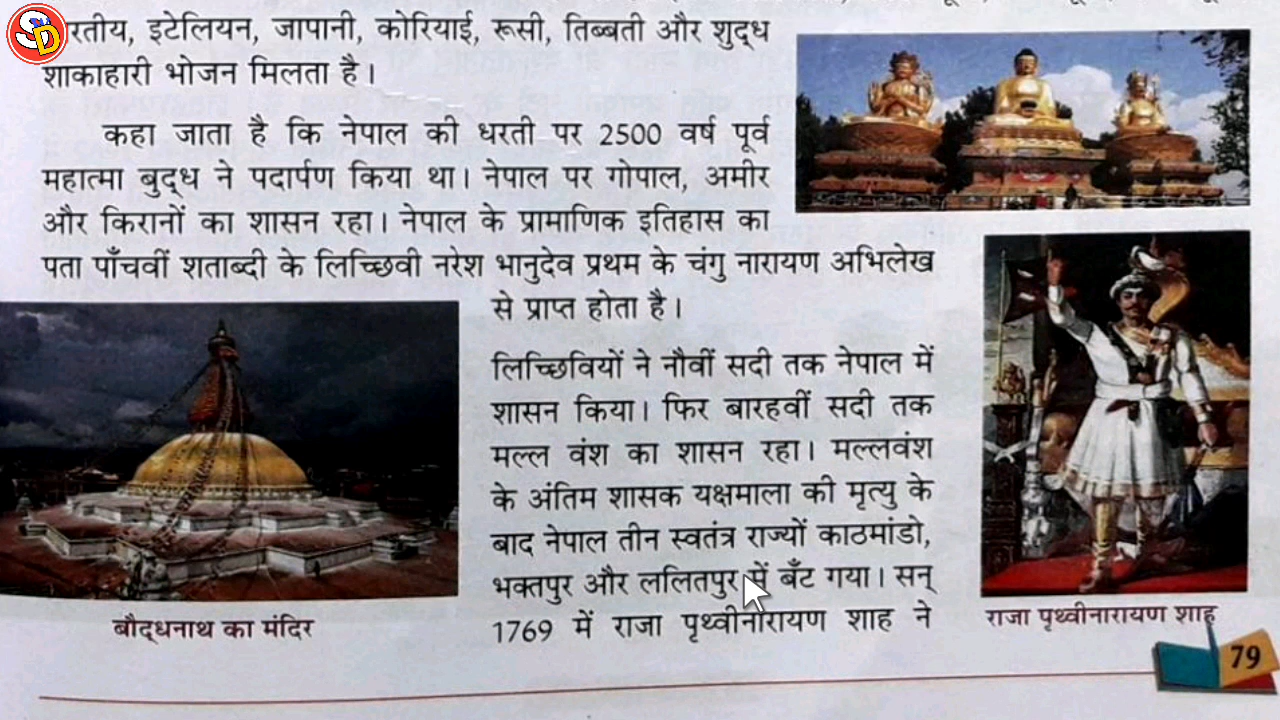 SD
रतीय, इटेलियन, जापानी, कोरियाई, रूसी, तिब्बती और शुद्ध
शाकाहारी भोजन मिलता है।
कहा जाता है कि नेपाल की धरती पर 2500 वर्ष पूर्व
महात्मा बुद्ध ने पदार्पण किया था। नेपाल पर गोपाल, अमीर
और किरानों का शासन रहा। नेपाल के प्रामाणिक इतिहास का
पता पाँचवीं शताब्दी के लिच्छिवी नरेश भानुदेव प्रथम के चंगु नारायण अभिलेख
से प्राप्त होता है।
लिच्छिवियों ने नौवीं सदी तक नेपाल में
शासन किया। फिर बारहवीं सदी तक
मल्ल वंश का शासन रहा। मल्लवंश
के अंतिम शासक यक्षमाला की मृत्यु के
बाद नेपाल तीन स्वतंत्र राज्यों काठमांडो,
भक्तपुर और ललितपुर में बँट गया। सन्
1769 में राजा पृथ्वीनारायण शाह ने
बौद्धनाथ का मंदिर
राजा पृथ्वीनारायण शाह
79